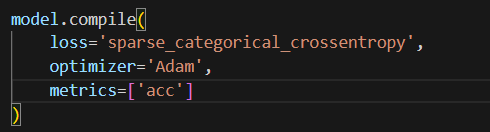 model.compile(
    loss='sparse_categorical_crossentropy',
    optimizer='Adam',
    metrics=['acc']
)